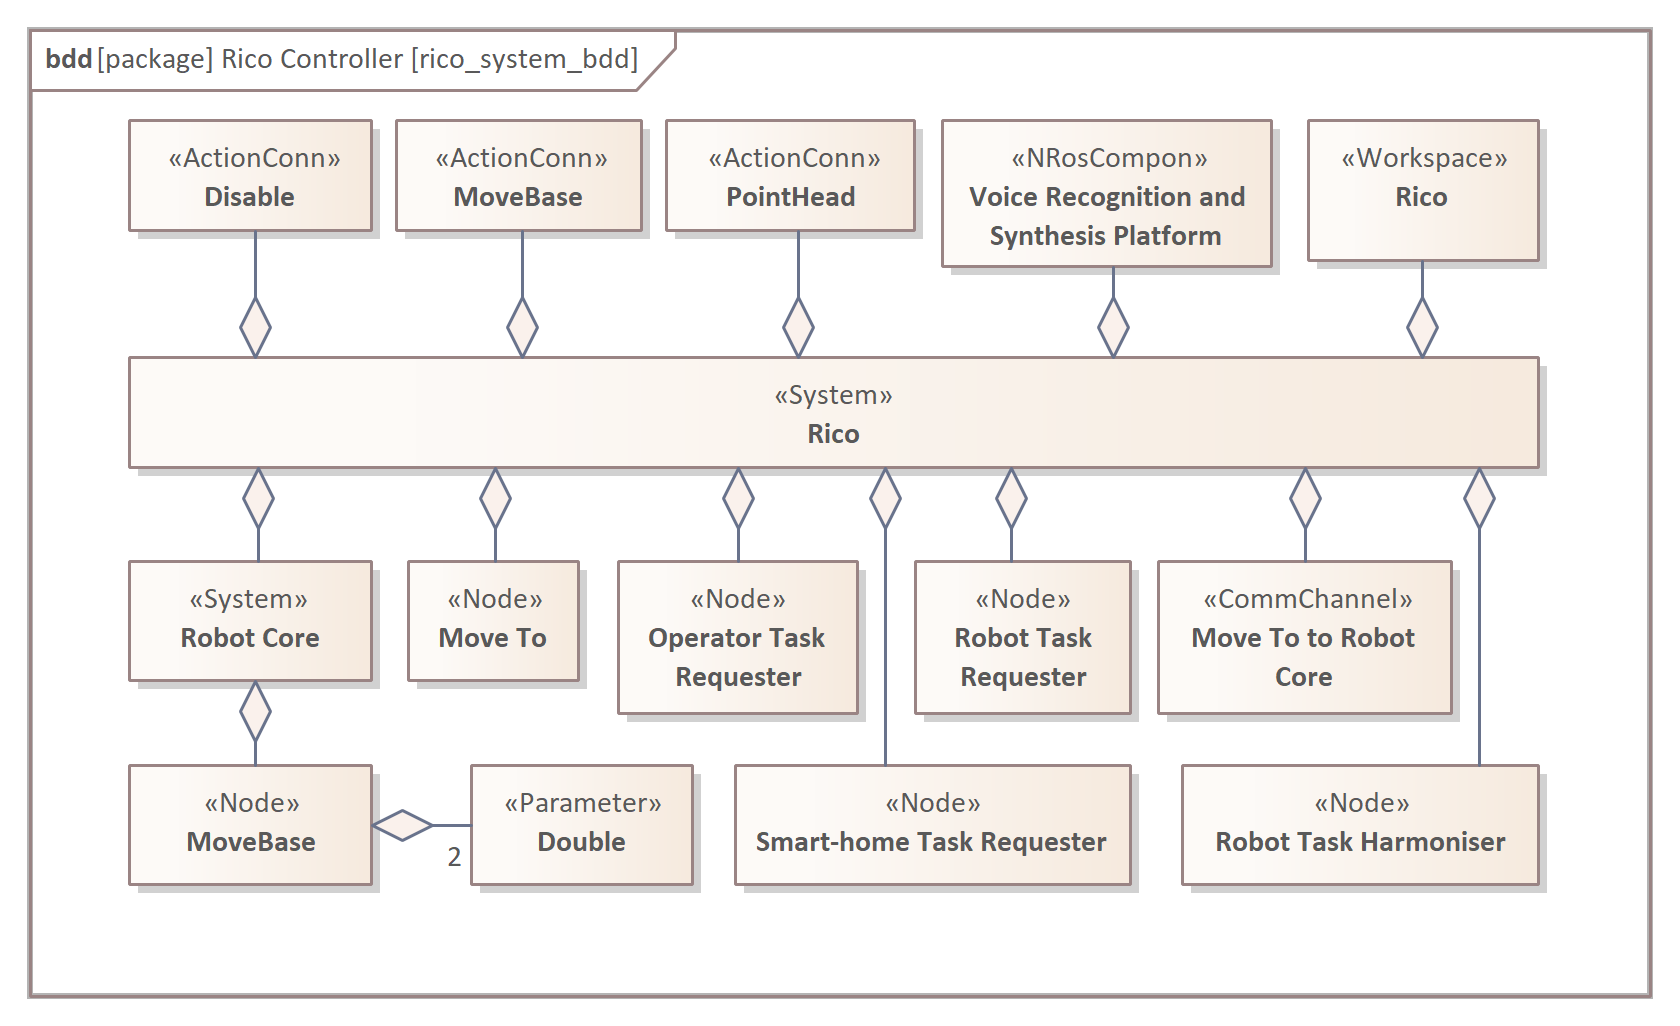 bdd [package] Rico Controller [rico_system_bdd]
«ActionConn»
Disable
«ActionConn»
MoveBase
«ActionConn»
PointHead
«NRosCompon»
Voice Recognition and
Synthesis Platform
«Workspace»
Rico
«System»
Rico
«System»
Robot Core
«Node»
Move To
«Node»
Operator Task
Requester
«Node»
Robot Task
Requester
«CommChannel»
Move To to Robot
Core
«Node»
MoveBase
2
«Parameter»
Double
«Node»
Smart-home Task Requester
«Node»
Robot Task Harmoniser